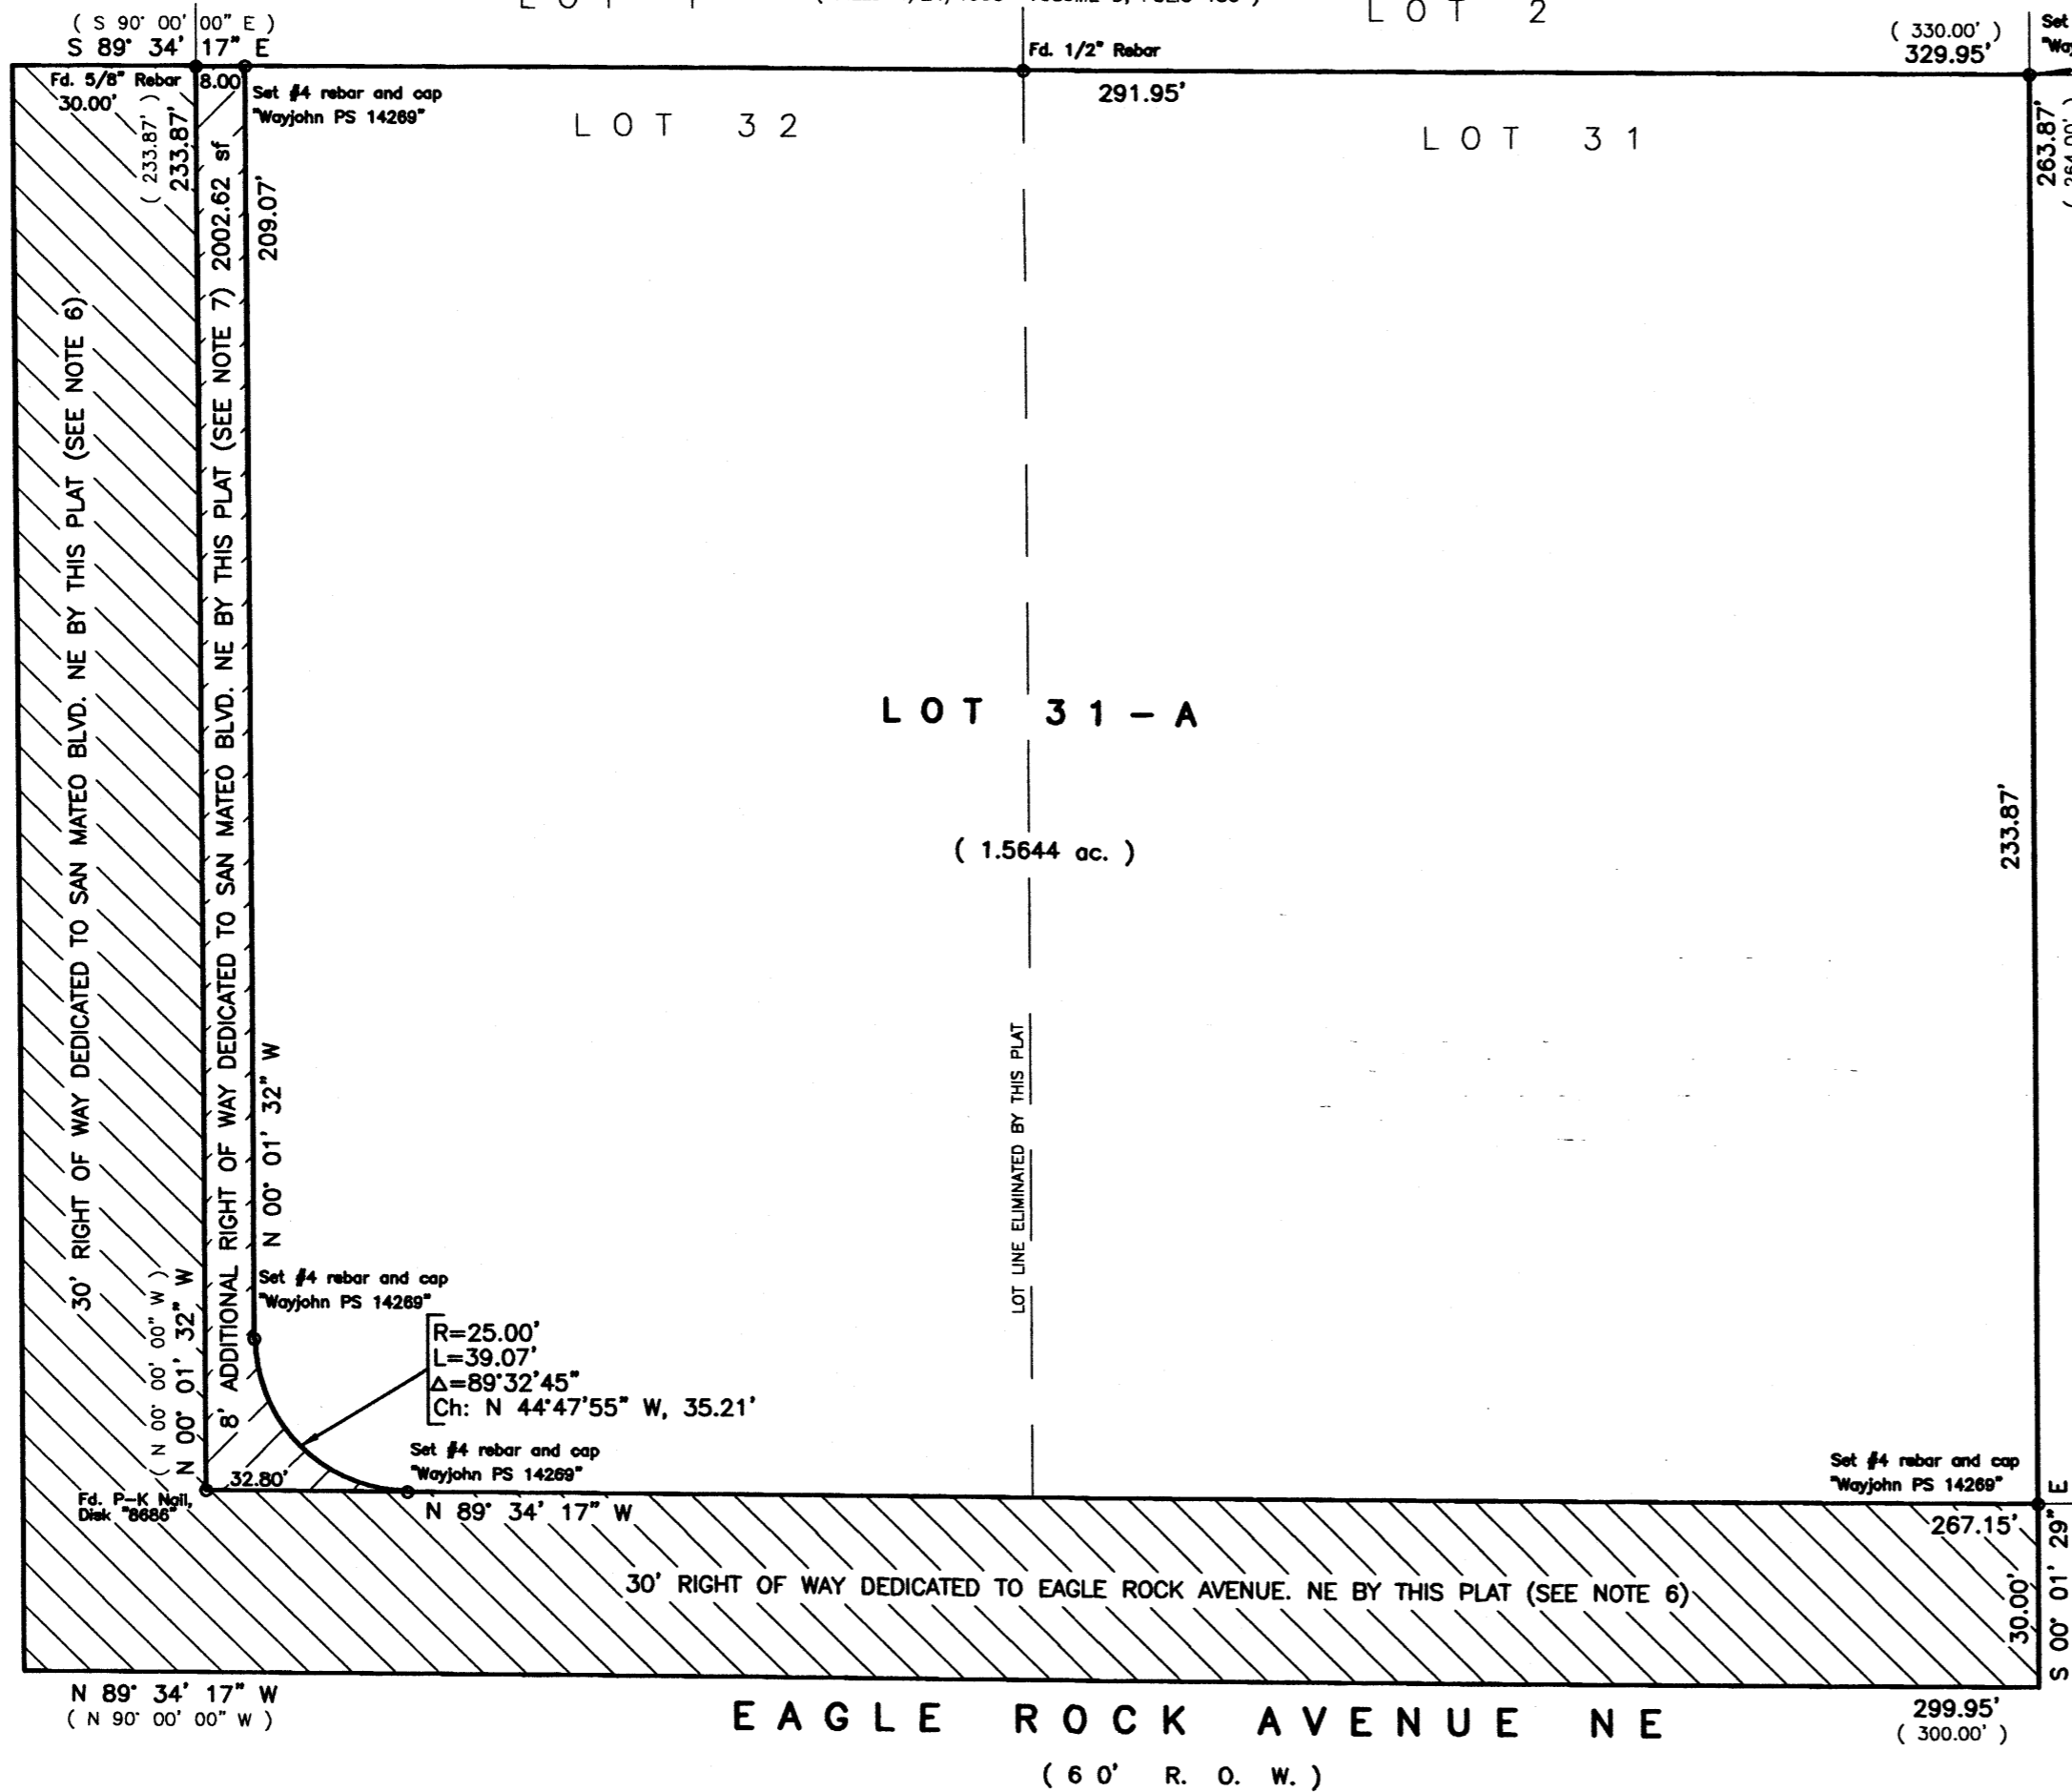 LOT 1
LOT 2
( S 90° 00' 00" E )
S 89° 34' 17" E
( 330.00' )
329.95'
Set
Fd. 1/2" Rebar
Fd. 5/8" Rebar
30.00'
8.00
Set #4 rebar and cap
"Wayjohn PS 14269"
291.95'
LOT 32
LOT 31
( 233.87' )
233.87'
209.07'
263.87'
30' RIGHT OF WAY DEDICATED TO SAN MATEO BLVD. NE BY THIS PLAT (SEE NOTE 6)
8' ADDITIONAL RIGHT OF WAY DEDICATED TO SAN MATEO BLVD. NE BY THIS PLAT (SEE NOTE 7) 2002.62 sf
LOT 31-A
( 1.5644 ac. )
233.87'
N 00° 01' 32" W
LOT LINE ELIMINATED BY THIS PLAT
( N 00° 00' 00" W )
N 00° 01' 32" W
Set #4 rebar and cap
"Wayjohn PS 14269"
R=25.00'
L=39.07'
Δ=89°32'45"
Ch: N 44°47'55" W, 35.21'
Set #4 rebar and cap
"Wayjohn PS 14269"
32.80'
Fd. P-K Nail,
Disk "8686"
N 89° 34' 17" W
Set #4 rebar and cap
"Wayjohn PS 14269"
267.15'
30' RIGHT OF WAY DEDICATED TO EAGLE ROCK AVENUE. NE BY THIS PLAT (SEE NOTE 6)
30.00'
S 00° 01' 29" E
N 89° 34' 17" W
( N 90° 00' 00" W )
EAGLE ROCK AVENUE NE
299.95'
( 300.00' )
( 60' R. O. W. )